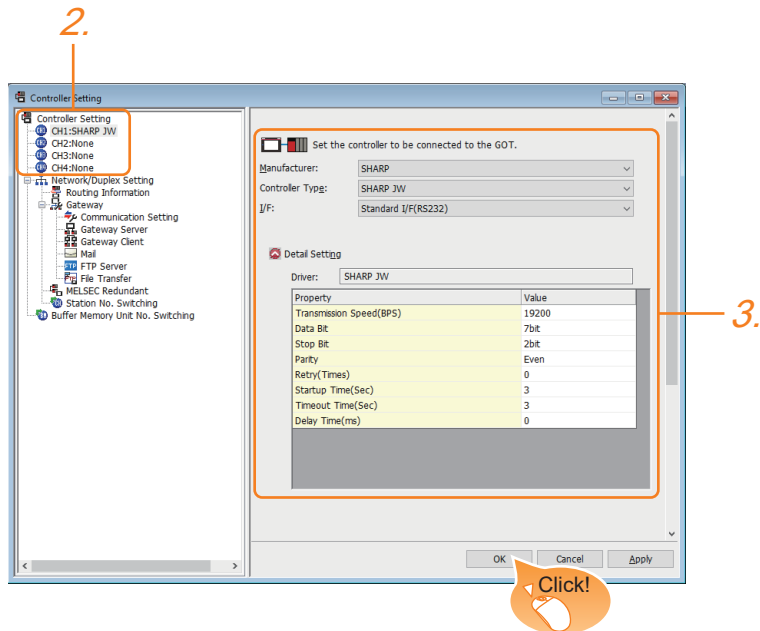 2.
Controller Setting
Controller Setting
CH1:SHARP JW
CH2:None
CH3:None
CH4:None
Network/Duplex Setting
Routing Information
Gateway
Communication Setting
Gateway Server
Gateway Client
Mail
FTP FTP Server
File Transfer
MELSEC Redundant
Station No. Switching
Buffer Memory Unit No. Switching
Set the controller to be connected to the GOT.
Manufacturer: SHARP
Controller Type: SHARP JW
I/F: Standard I/F(RS232)
Detail Setting
Driver: SHARP JW
Property Value
Transmission Speed(BPS) 19200
Data Bit 7bit
Stop Bit 2bit
Parity Even
Retry(Times) 0
Startup Time(Sec) 3
Timeout Time(Sec) 3
Delay Time(ms) 0
3.
OK Cancel Apply
Click!